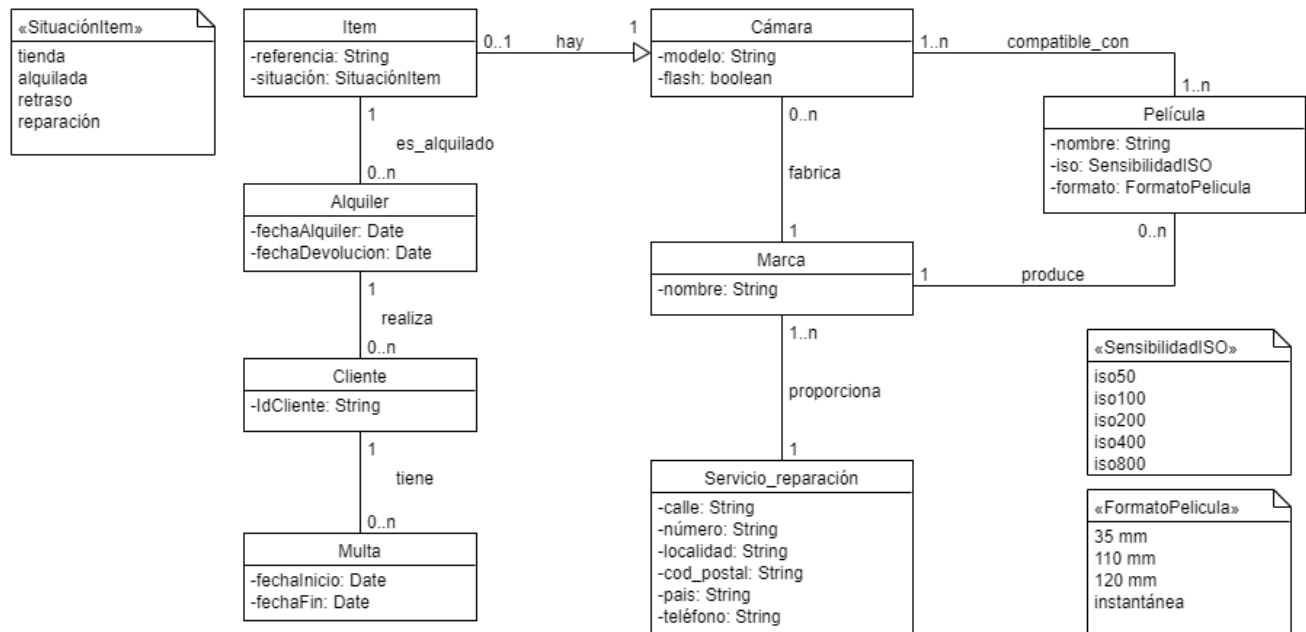 «SituaciónItem»
tienda
alquilada
retraso
reparación
Item
-referencia: String
-situación: SituaciónItem
0..1
hay
1
Cámara
-modelo: String
-flash: boolean
1..n
compatible_con
1..n
Película
-nombre: String
-iso: SensibilidadISO
-formato: FormatoPelicula
1
es_alquilado
0..n
Alquiler
-fechaAlquiler: Date
-fechaDevolucion: Date
0..n
fabrica
1
Marca
-nombre: String
0..n
1
produce
1
realiza
0..n
Cliente
-IdCliente: String
1..n
proporciona
1
Servicio_reparación
-calle: String
-número: String
-localidad: String
-cod_postal: String
-pais: String
-teléfono: String
1
tiene
0..n
Multa
-fechaInicio: Date
-fechaFin: Date
«SensibilidadISO»
iso50
iso100
iso200
iso400
iso800
«FormatoPelicula»
35 mm
110 mm
120 mm
instantánea